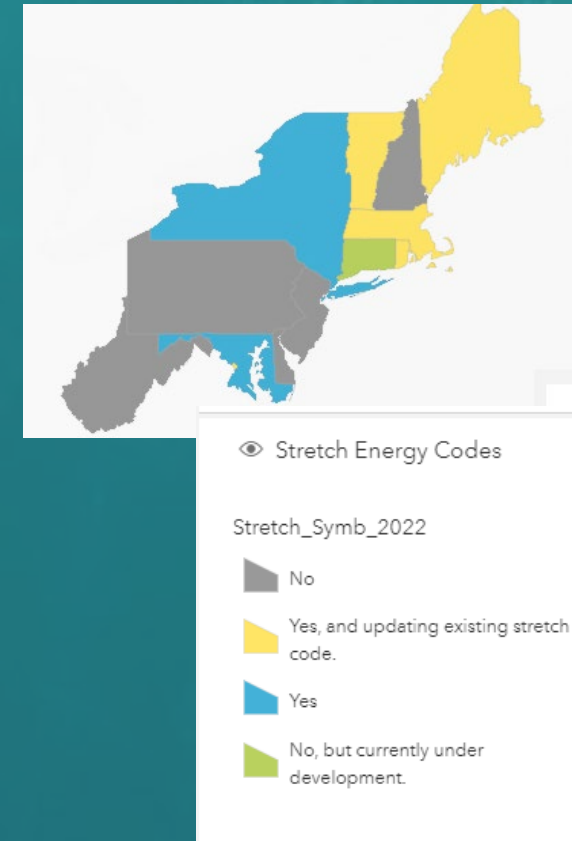 Stretch Energy Codes
Stretch_Symb_2022
No
Yes, and updating existing stretch
code.
Yes
No, but currently under
development.